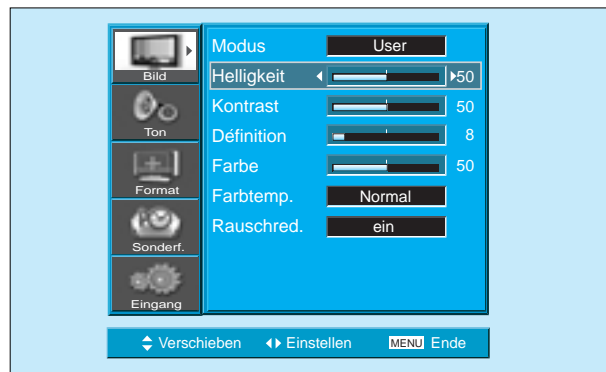 Bild
Ton
Format
Sonderf.
Eingang
Modus User
Helligkeit 50
Kontrast 50
Définition 8
Farbe 50
Farbtemp. Normal
Rauschred. ein
Verschieben Einstellen MENU Ende